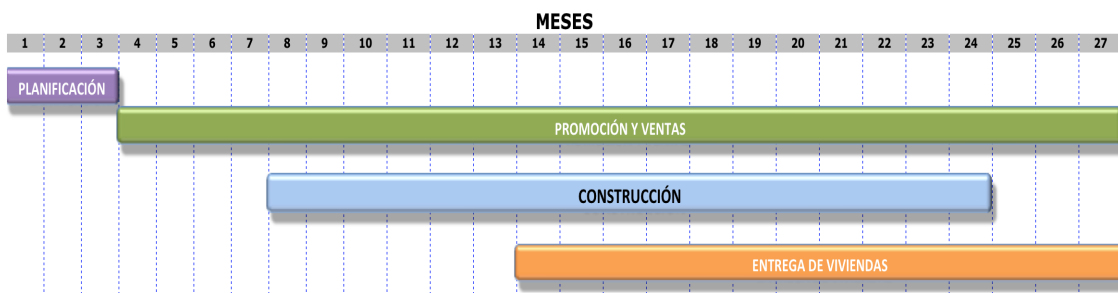 MESES
1 2 3 4 5 6 7 8 9 10 11 12 13 14 15 16 17 18 19 20 21 22 23 24 25 26 27
PLANIFICACIÓN
PROMOCIÓN Y VENTAS
CONSTRUCCIÓN
ENTREGA DE VIVIENDAS